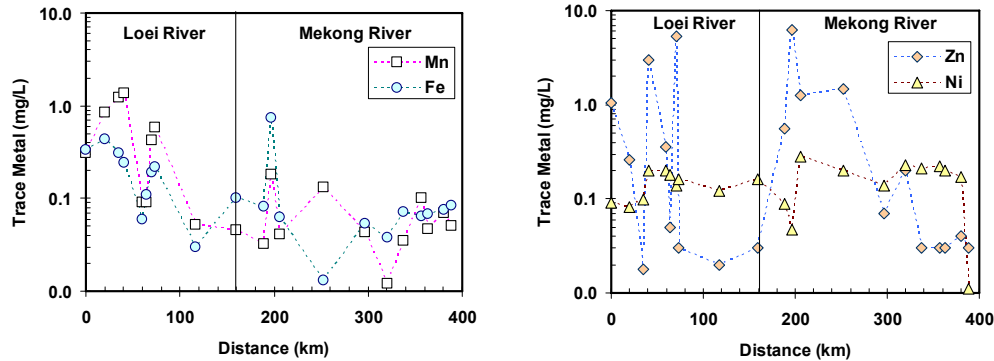 10.0
1.0
0.1
0.0
Trace Metal (mg/L)
Loei River
Mekong River
Mn
Fe
0
100
200
300
400
Distance (km)
10.0
1.0
0.1
0.0
Trace Metal (mg/L)
Loei River
Mekong River
Zn
Ni
0
100
200
300
400
Distance (km)